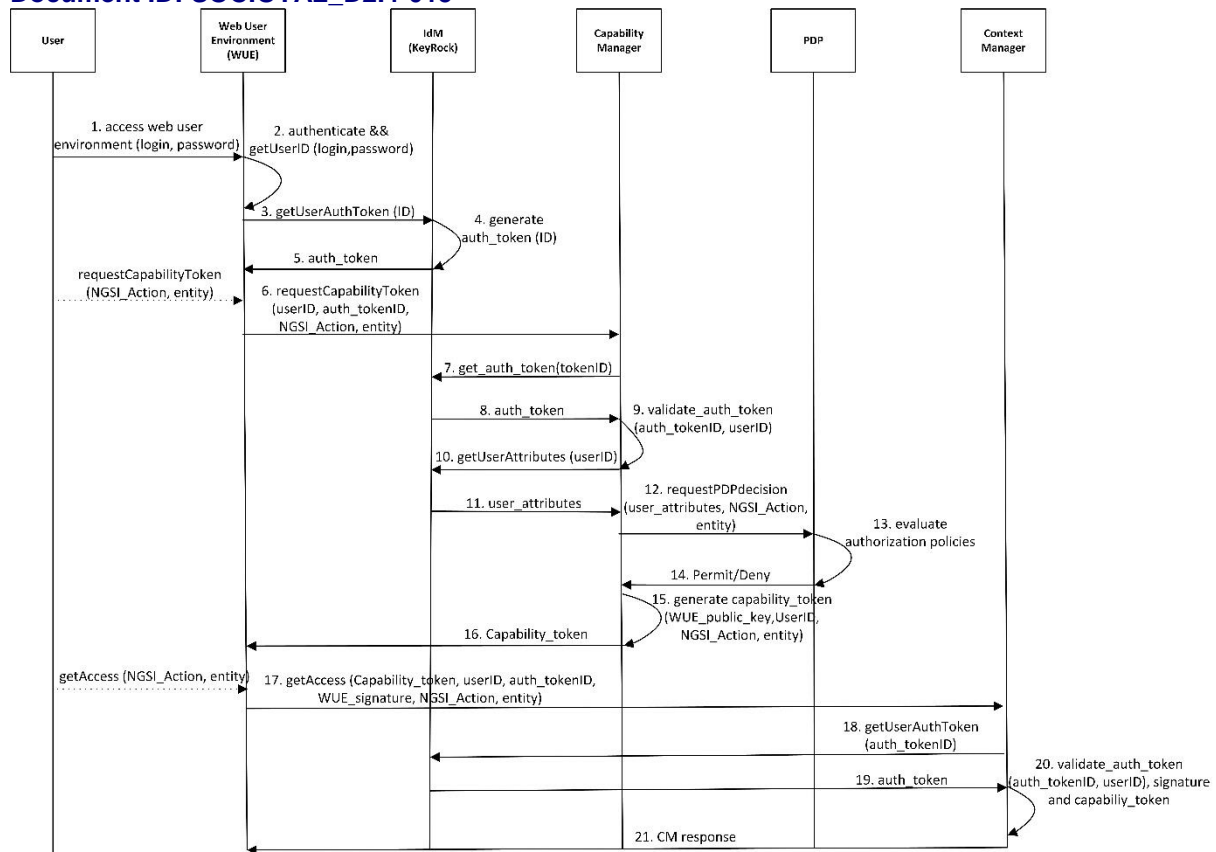 User
Web User
Environment
(WUE)
IdM
(KeyRock)
Capability
Manager
PDP
Context
Manager
1. access web user
environment (login, password)
2. authenticate &&
getUserID (login,password)
3. getUserAuthToken (ID)
4. generate
auth_token (ID)
5. auth_token
requestCapabilityToken
(NGSI_Action, entity)
6. requestCapabilityToken
(userID, auth_tokenID,
NGSI_Action, entity)
7. get_auth_token(tokenID)
8. auth_token
9. validate_auth_token
(auth_tokenID, userID)
10. getUserAttributes (userID)
11. user_attributes
12. requestPDPdecision
(user_attributes, NGSI_Action,
entity)
13. evaluate
authorization policies
14. Permit/Deny
15. generate capability_token
(WUE_public_key,UserID,
NGSI_Action, entity)
16. Capability_token
getAccess (NGSI_Action, entity)
17. getAccess (Capability_token, userID, auth_tokenID,
WUE_signature, NGSI_Action, entity)
18. getUserAuthToken
(auth_tokenID)
19. auth_token
20. validate_auth_token
(auth_tokenID, userID), signature
and capabiliy_token
21. CM response